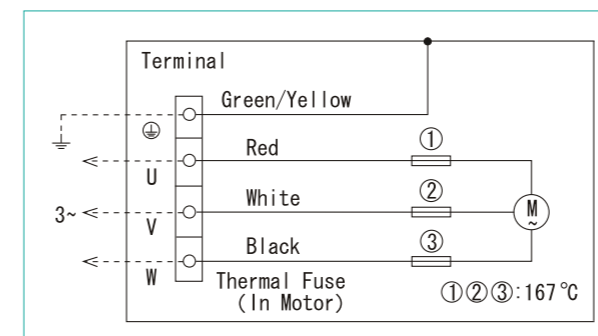 Terminal
Green/Yellow
Red
①
U
White
②
3~
V
M
~
Black
③
W
Thermal Fuse
(In Motor)
①②③:167℃